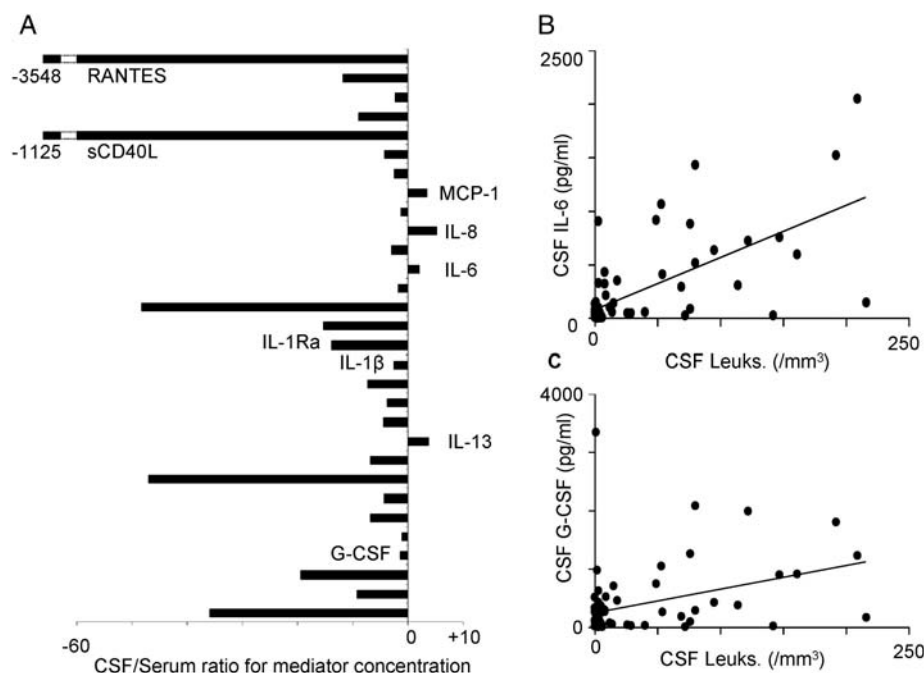 A
-3548 RANTES
-1125 sCD40L
MCP-1
IL-8
IL-6
IL-1Ra
IL-1β
IL-13
G-CSF
-60 0 +10
CSF/Serum ratio for mediator concentration
B
2500
CSF IL-6 (pg/ml)
0
0 250
CSF Leuks. (/mm³)
C
4000
CSF G-CSF (pg/ml)
0
0 250
CSF Leuks. (/mm³)